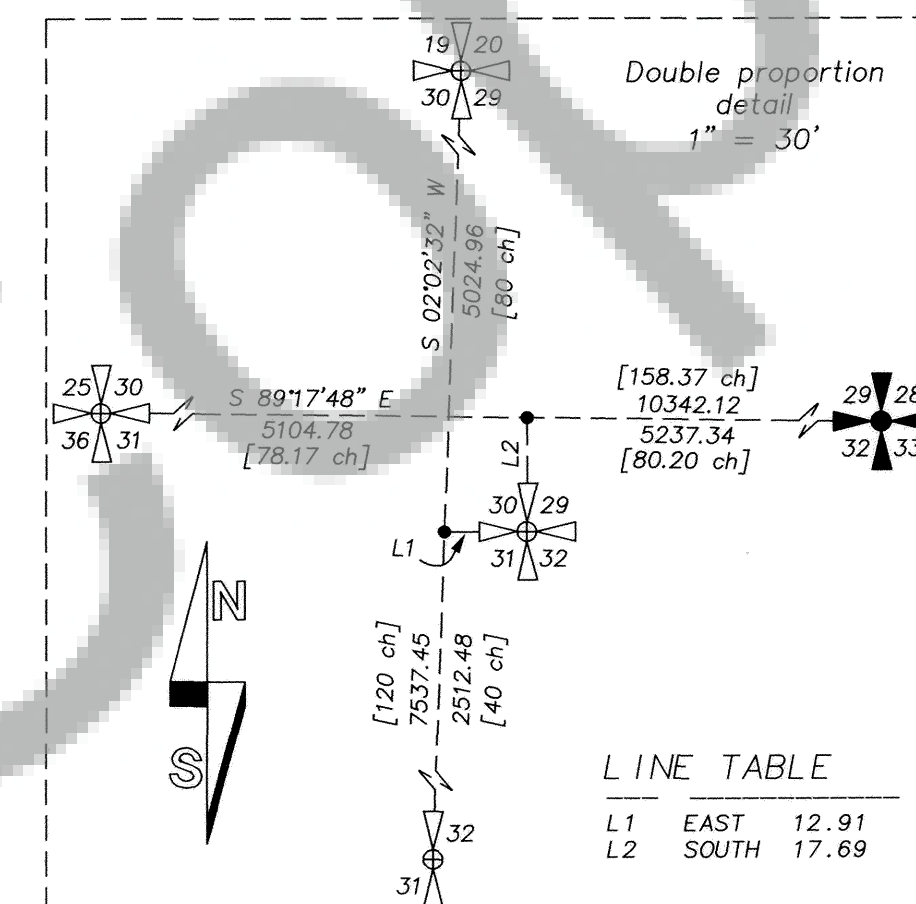 19 20
30 29
Double proportion
detail
1” = 30'
S 02°02'32” W
5024.96
[80 ch]
25 30
36 31
S 89°17'48” E
5104.78
[78.17 ch]
[158.37 ch]
10342.12
5237.34
[80.20 ch]
29 28
32 33
L2
30 29
31 32
L1
N
S
[120 ch]
7537.45
2512.48
[40 ch]
32
31
LINE TABLE
L1 EAST 12.91
L2 SOUTH 17.69